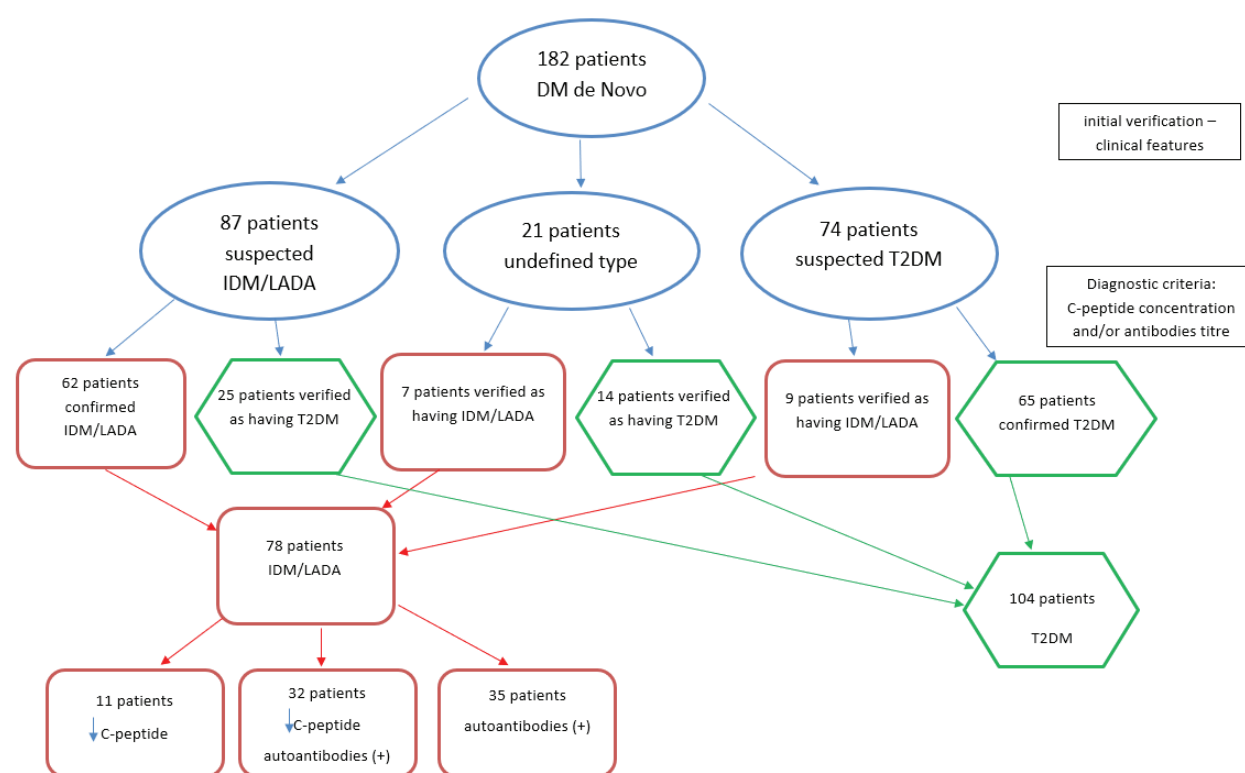 182 patients
DM de Novo
initial verification –
clinical features
87 patients
suspected
IDM/LADA
21 patients
undefined type
74 patients
suspected T2DM
Diagnostic criteria:
C-peptide concentration
and/or antibodies titre
62 patients
confirmed
IDM/LADA
25 patients verified
as having T2DM
7 patients verified as
having IDM/LADA
14 patients verified
as having T2DM
9 patients verified as
having IDM/LADA
65 patients
confirmed T2DM
78 patients
IDM/LADA
104 patients
T2DM
11 patients
↓C-peptide
32 patients
↓C-peptide
autoantibodies (+)
35 patients
autoantibodies (+)